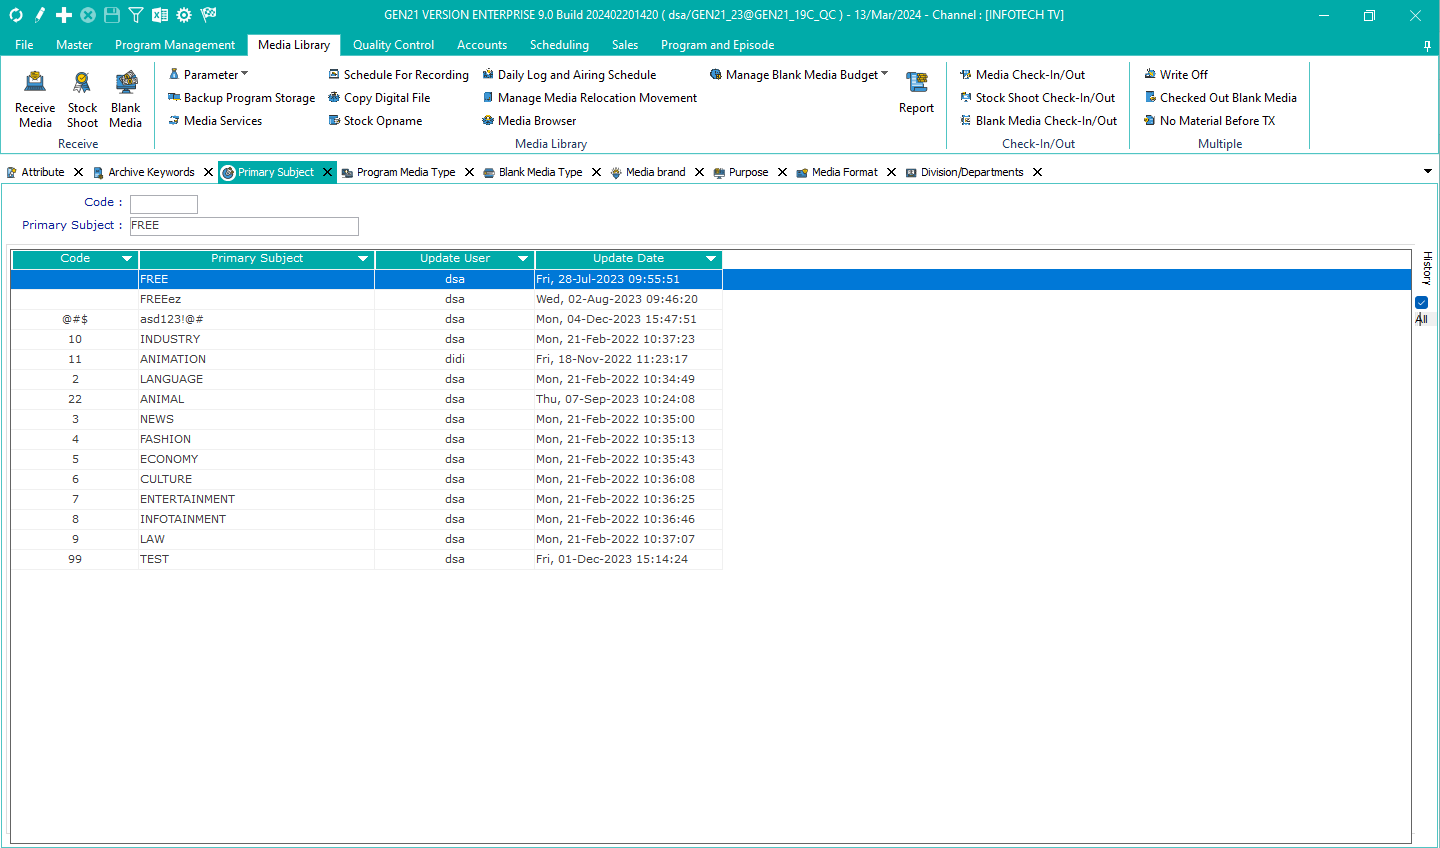 GEN21 VERSION ENTERPRISE 9.0 Build 202402201420 ( dsa/GEN21_23@GEN21_19C_QC ) - 13/Mar/2024 - Channel : [INFOTECH TV]
File Master Program Management Media Library Quality Control Accounts Scheduling Sales Program and Episode
Receive Media
Stock Shoot
Blank Media
Receive
Parameter
Backup Program Storage
Media Services
Schedule For Recording
Copy Digital File
Stock Opname
Daily Log and Airing Schedule
Manage Media Relocation Movement
Media Browser
Manage Blank Media Budget
Report
Media Library
Media Check-In/Out
Stock Shoot Check-In/Out
Blank Media Check-In/Out
Check-In/Out
Write Off
Checked Out Blank Media
No Material Before TX
Multiple
Attribute Archive Keywords Primary Subject Program Media Type Blank Media Type Media brand Purpose Media Format Division/Departments
Code :
Primary Subject : FREE
Code Primary Subject Update User Update Date
FREE dsa Fri, 28-Jul-2023 09:55:51
FREEez dsa Wed, 02-Aug-2023 09:46:20
@#$ asd123!@# dsa Mon, 04-Dec-2023 15:47:51
10 INDUSTRY dsa Mon, 21-Feb-2022 10:37:23
11 ANIMATION didi Fri, 18-Nov-2022 11:23:17
2 LANGUAGE dsa Mon, 21-Feb-2022 10:34:49
22 ANIMAL dsa Thu, 07-Sep-2023 10:24:08
3 NEWS dsa Mon, 21-Feb-2022 10:35:00
4 FASHION dsa Mon, 21-Feb-2022 10:35:13
5 ECONOMY dsa Mon, 21-Feb-2022 10:35:43
6 CULTURE dsa Mon, 21-Feb-2022 10:36:08
7 ENTERTAINMENT dsa Mon, 21-Feb-2022 10:36:25
8 INFOTAINMENT dsa Mon, 21-Feb-2022 10:36:46
9 LAW dsa Mon, 21-Feb-2022 10:37:07
99 TEST dsa Fri, 01-Dec-2023 15:14:24
History
All